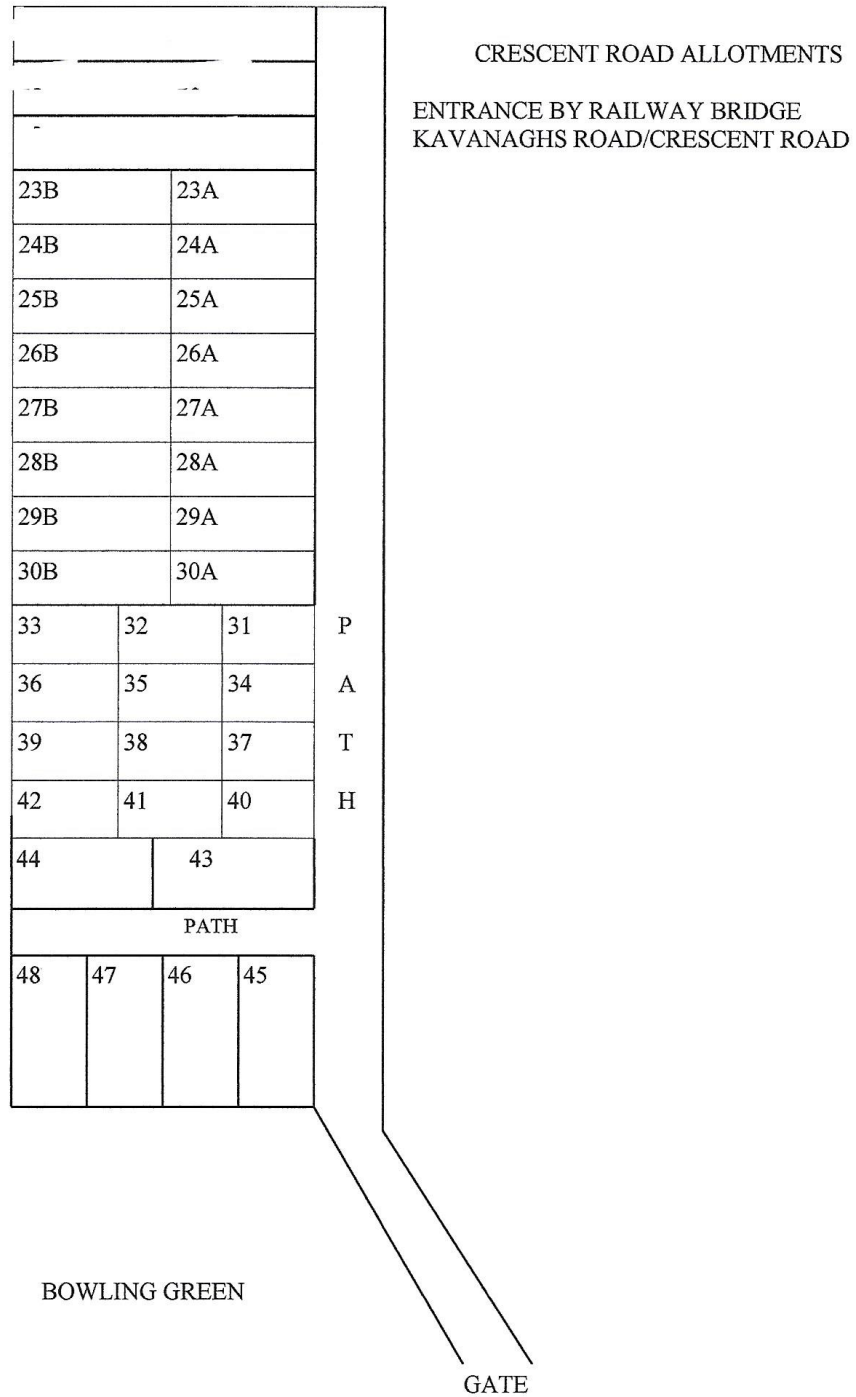 CRESCENT ROAD ALLOTMENTS
ENTRANCE BY RAILWAY BRIDGE
KAVANAGHS ROAD/CRESCENT ROAD
23B 23A
24B 24A
25B 25A
26B 26A
27B 27A
28B 28A
29B 29A
30B 30A
33 32 31 P
36 35 34 A
39 38 37 T
42 41 40 H
44 43
PATH
48 47 46 45
BOWLING GREEN
GATE